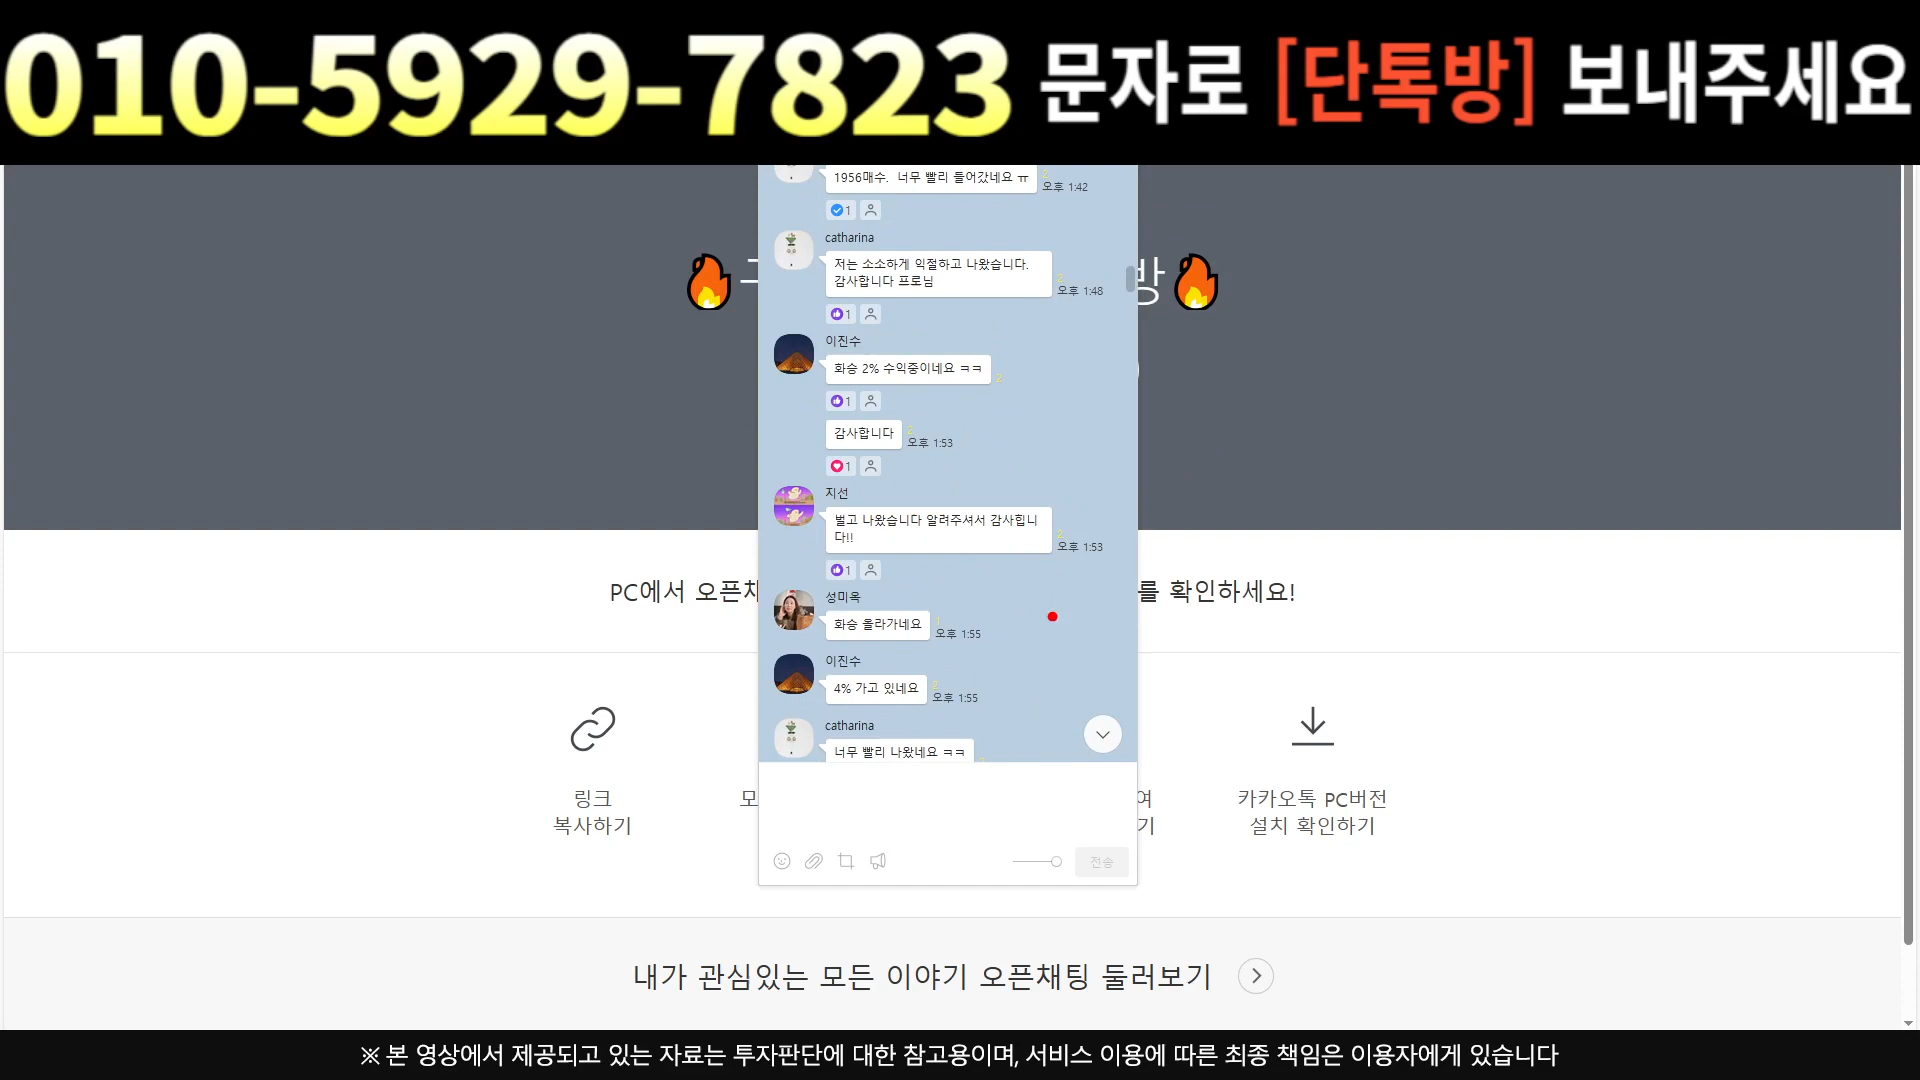 010-5929-7823 문자로 [단톡방] 보내주세요
1956매수. 너무 빨리 들어갔네요 ㅠ
2
오후 1:42
1
catharina
저는 소소하게 익절하고 나왔습니다.
감사합니다 프로님
2
오후 1:48
방
1
이진수
화승 2% 수익중이네요 ㅋㅋ
2
1
감사합니다
2
오후 1:53
1
지선
벌고 나왔습니다 알려주셔서 감사힙니
다!!
2
오후 1:53
1
PC에서 오픈채
를 확인하세요!
성미옥
화승 올라가네요
오후 1:55
이진수
4% 가고 있네요
2
오후 1:55
catharina
너무 빨리 나왔네요 ㅋㅋ
링크
복사하기
모
여
기
카카오톡 PC버전
설치 확인하기
전송
내가 관심있는 모든 이야기 오픈채팅 둘러보기
※ 본 영상에서 제공되고 있는 자료는 투자판단에 대한 참고용이며, 서비스 이용에 따른 최종 책임은 이용자에게 있습니다